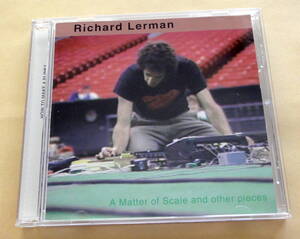 Richard Lerman
A Matter of Scale and other pieces